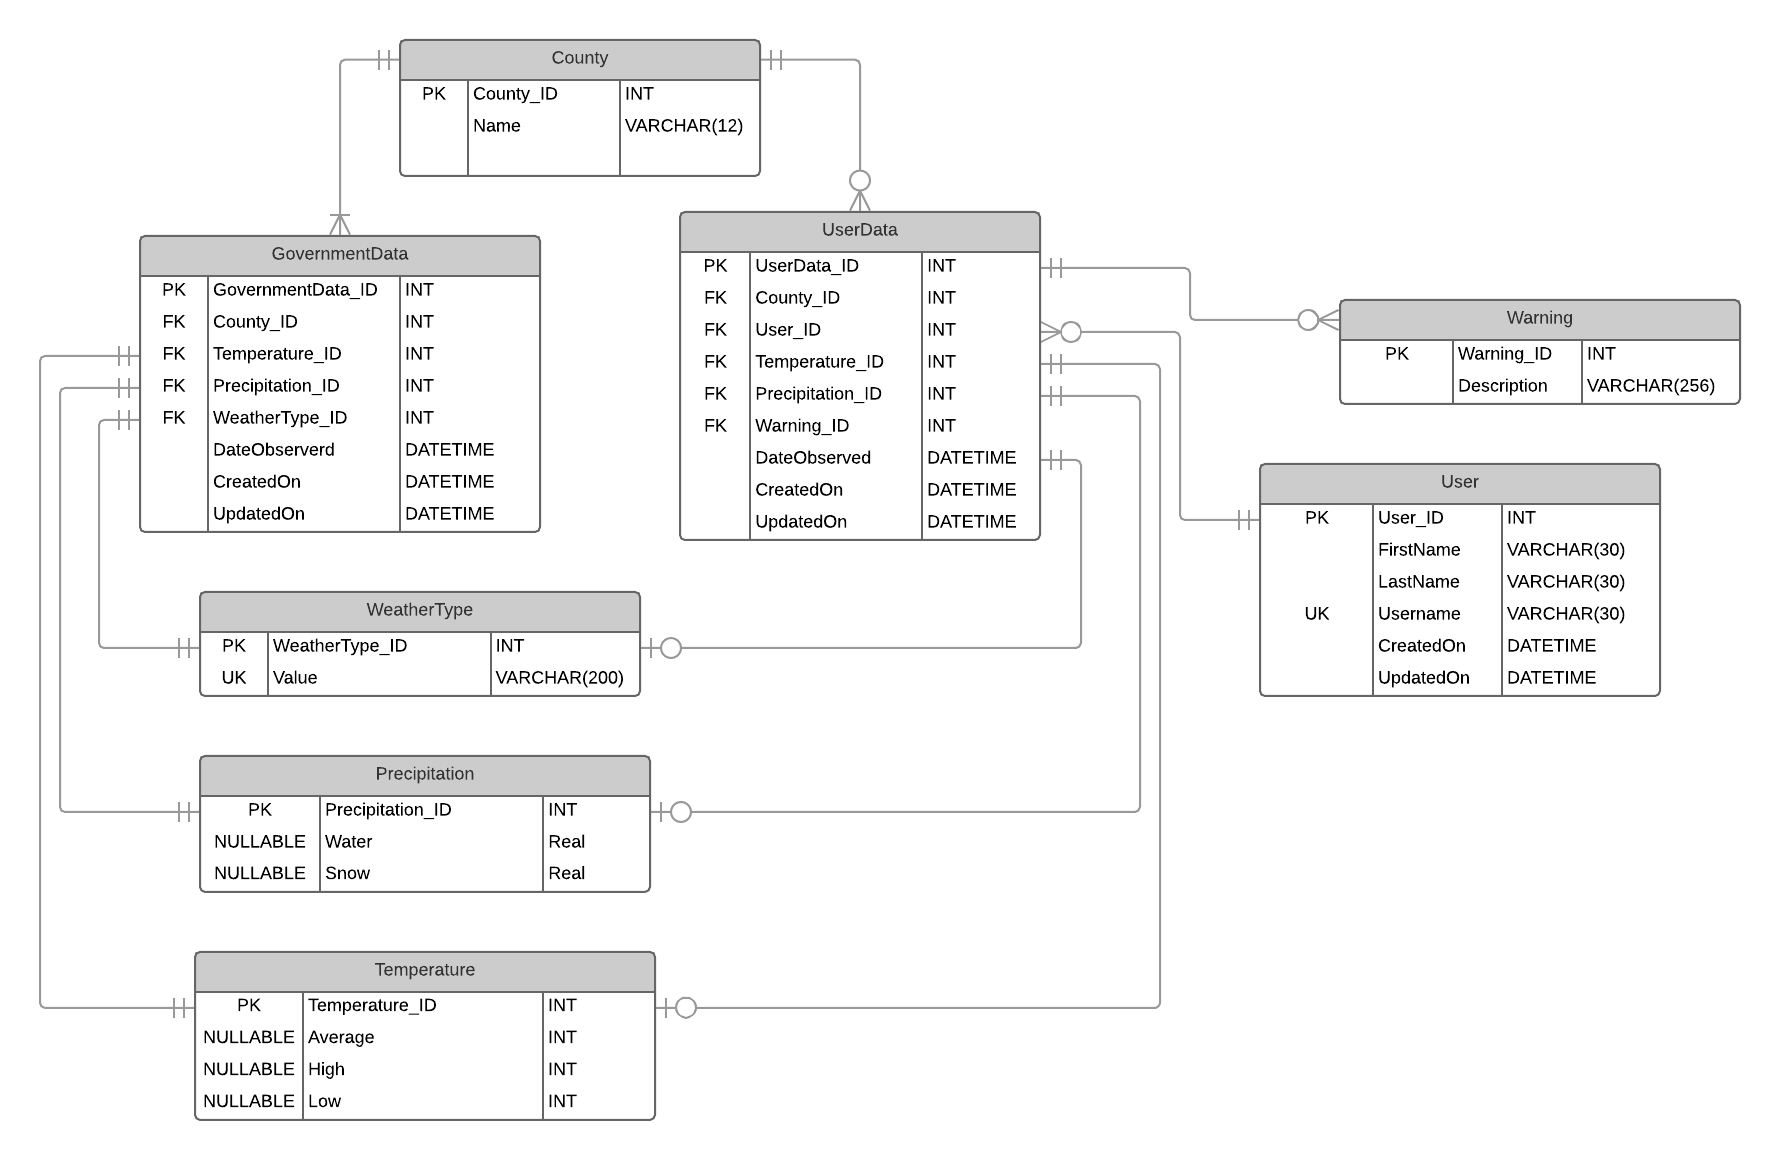 County
PK County_ID INT
Name VARCHAR(12)
GovernmentData
PK GovernmentData_ID INT
FK County_ID INT
FK Temperature_ID INT
FK Precipitation_ID INT
FK WeatherType_ID INT
DateObserverd DATETIME
CreatedOn DATETIME
UpdatedOn DATETIME
UserData
PK UserData_ID INT
FK County_ID INT
FK User_ID INT
FK Temperature_ID INT
FK Precipitation_ID INT
FK Warning_ID INT
DateObserved DATETIME
CreatedOn DATETIME
UpdatedOn DATETIME
Warning
PK Warning_ID INT
Description VARCHAR(256)
User
PK User_ID INT
FirstName VARCHAR(30)
LastName VARCHAR(30)
UK Username VARCHAR(30)
CreatedOn DATETIME
UpdatedOn DATETIME
WeatherType
PK WeatherType_ID INT
UK Value VARCHAR(200)
Precipitation
PK Precipitation_ID INT
NULLABLE Water Real
NULLABLE Snow Real
Temperature
PK Temperature_ID INT
NULLABLE Average INT
NULLABLE High INT
NULLABLE Low INT